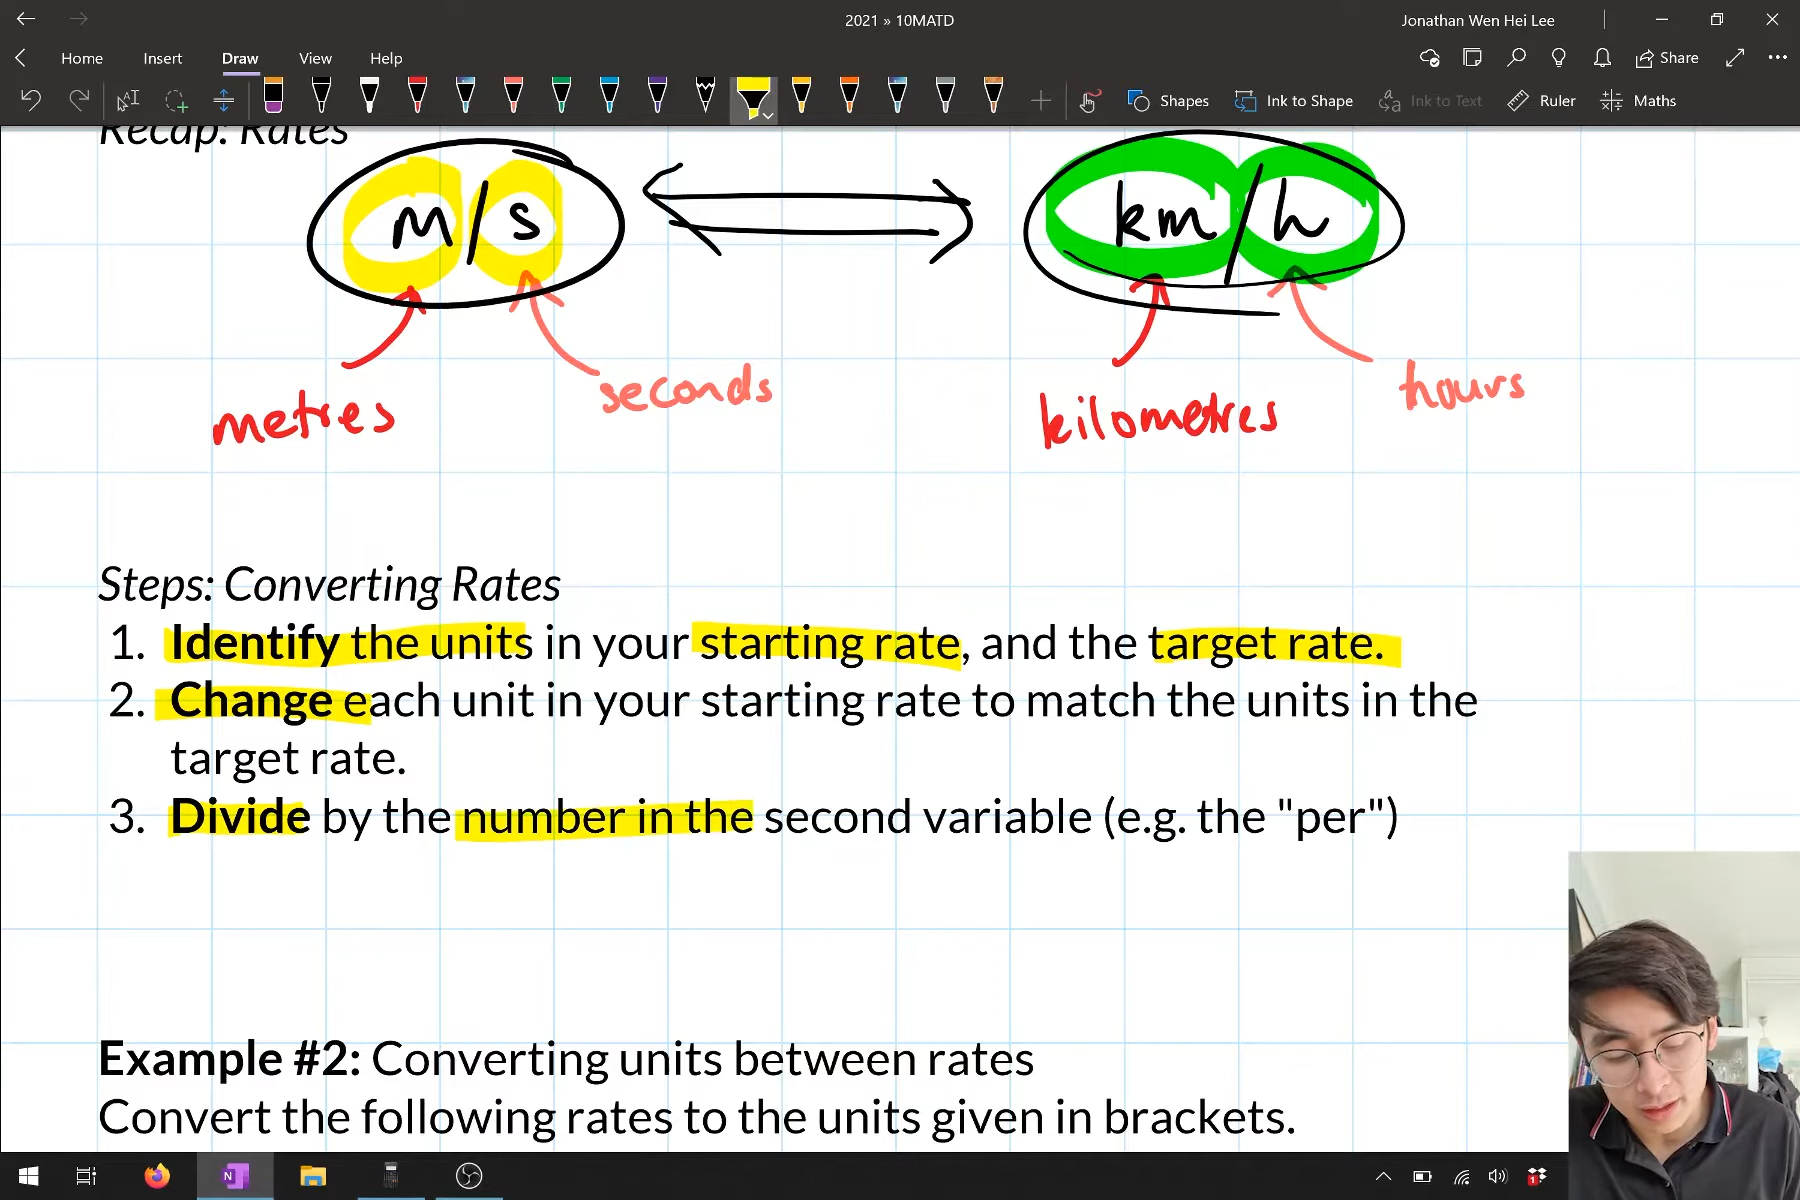 2021 » 10MATD
Jonathan Wen Hei Lee
Home Insert Draw View Help
Share
Shapes Ink to Shape Ink to Text Ruler Maths
Recap: Rates
m/s km/h
metres seconds kilometres hours
Steps: Converting Rates
1. Identify the units in your starting rate, and the target rate.
2. Change each unit in your starting rate to match the units in the
target rate.
3. Divide by the number in the second variable (e.g. the "per")
Example #2: Converting units between rates
Convert the following rates to the units given in brackets.